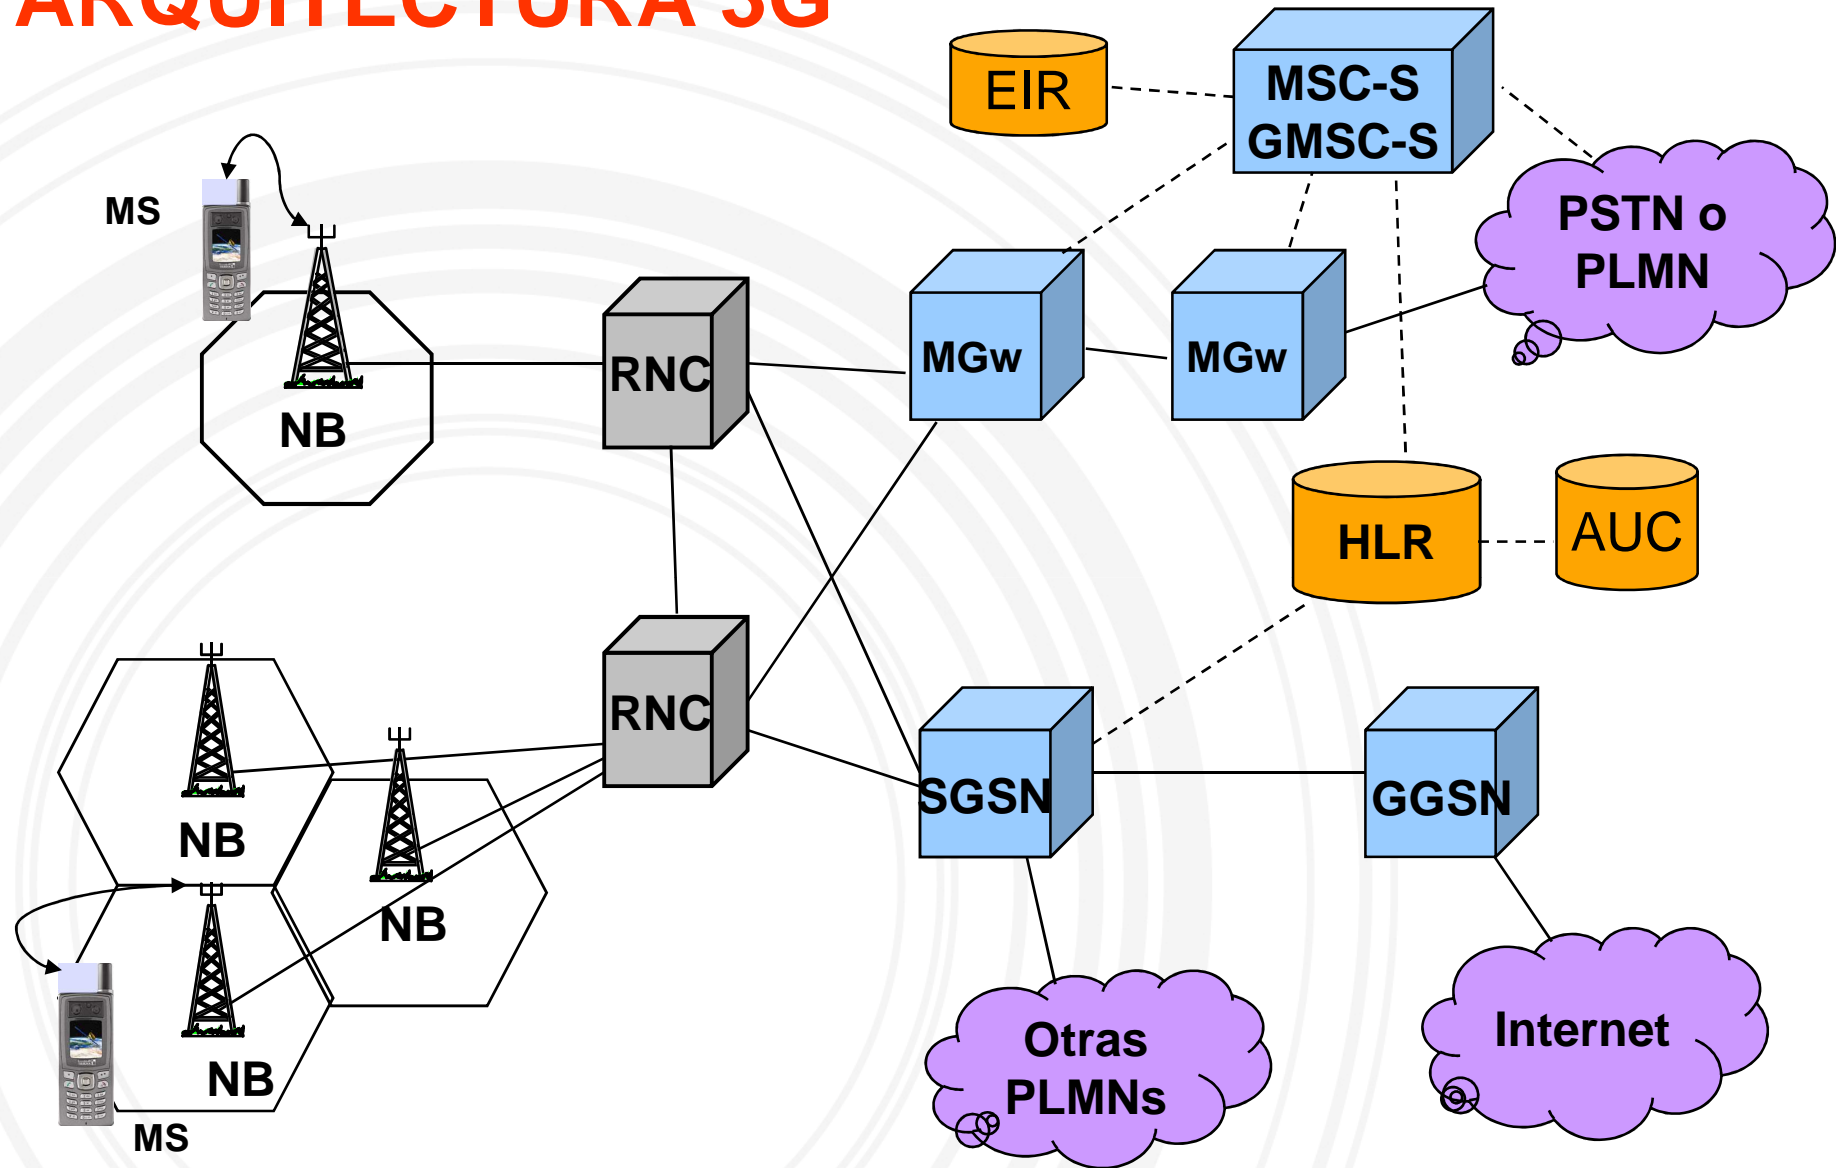 ARQUITECTURA 3G
EIR
MSC-S
GMSC-S
MS
PSTN o
PLMN
RNC
MGw
MGw
NB
HLR
AUC
RNC
SGSN
GGSN
NB
NB
Otras
PLMNs
Internet
NB
MS